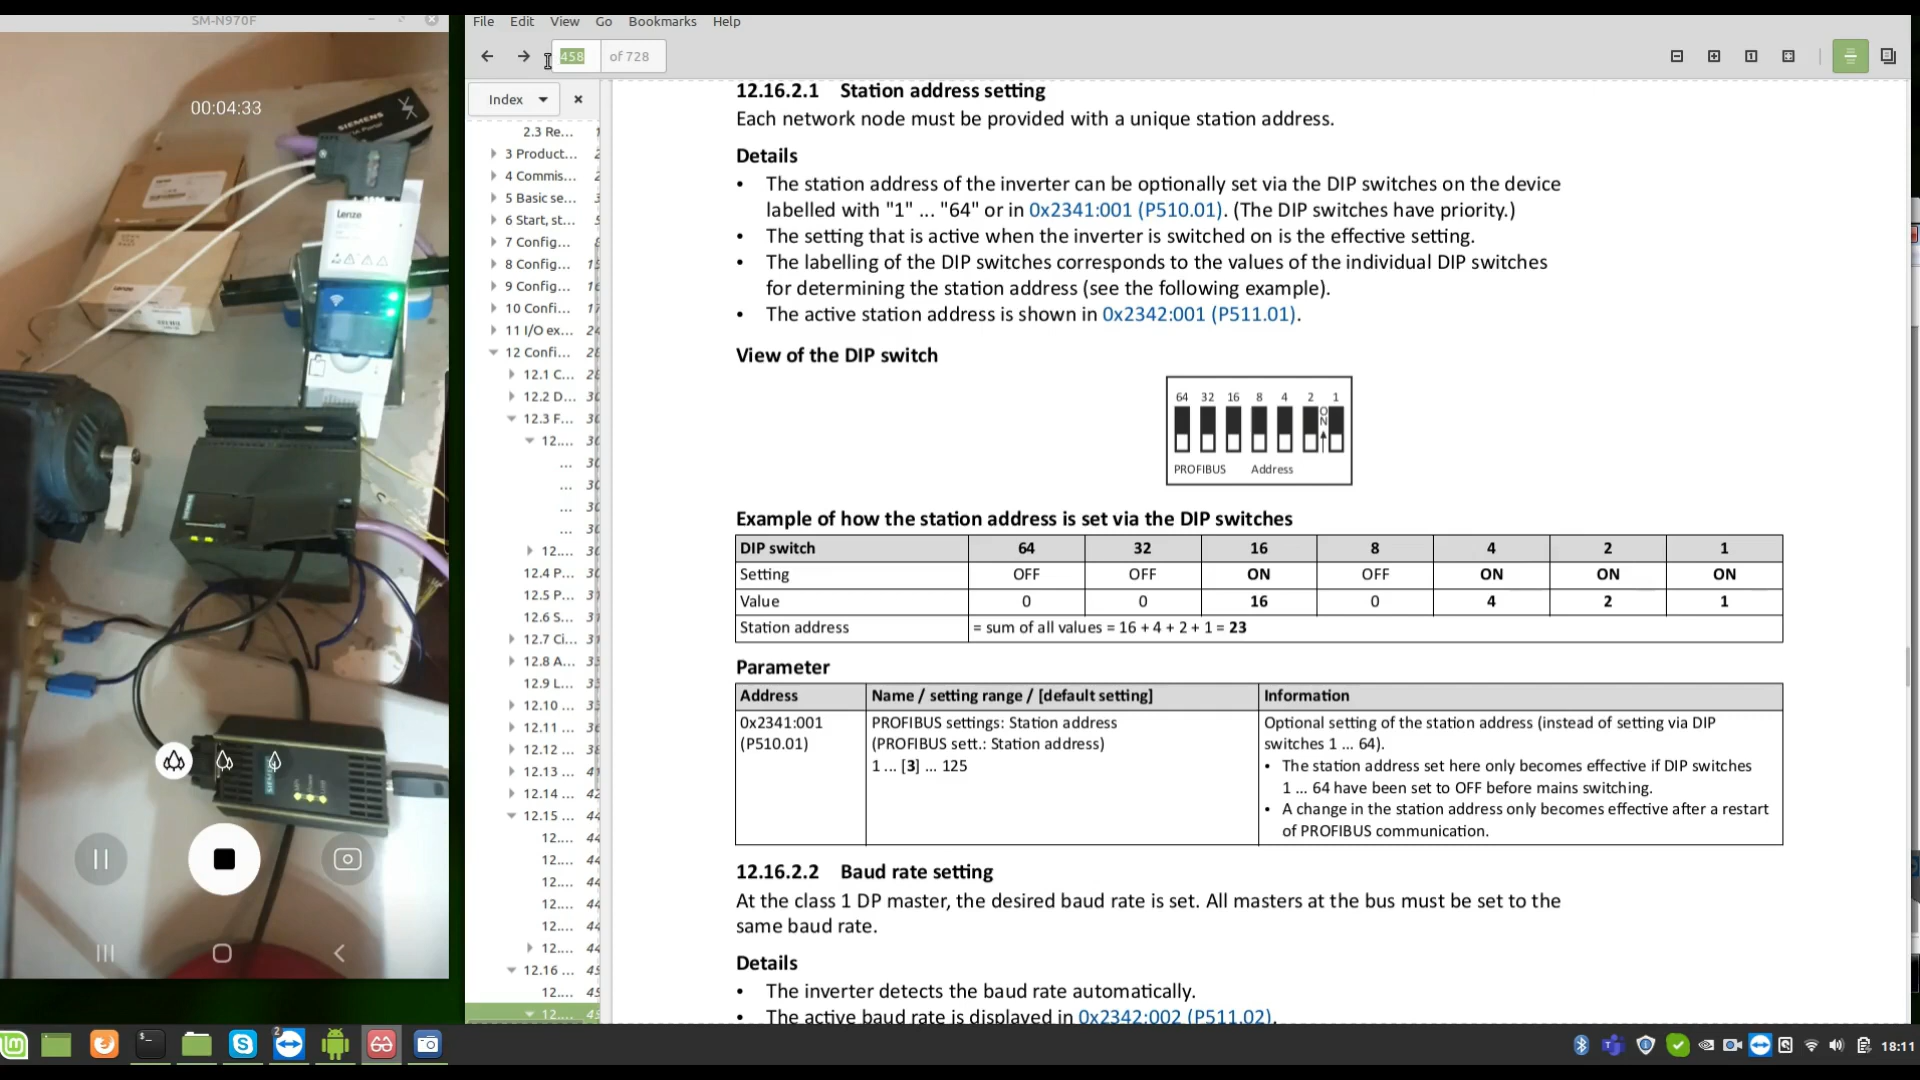 SM-N970F
00:04:33
SIEMENS
Lenze
File Edit View Go Bookmarks Help
458 of 728
Index
2.3 Re...
3 Product...
4 Commis...
5 Basic se...
6 Start, st...
7 Config...
8 Config...
9 Config...
10 Confi...
11 I/O ex...
12 Confi...
12.1 C...
12.2 D...
12.3 F...
12....
...
...
...
...
12....
12.4 P...
12.5 P...
12.6 S...
12.7 Ci...
12.8 A...
12.9 L...
12.10 ...
12.11 ...
12.12 ...
12.13 ...
12.14 ...
12.15 ...
12....
12....
12....
12....
12....
12....
12.16 ...
12....
12....
12.16.2.1 Station address setting
Each network node must be provided with a unique station address.
Details
• The station address of the inverter can be optionally set via the DIP switches on the device
labelled with "1" ... "64" or in 0x2341:001 (P510.01). (The DIP switches have priority.)
• The setting that is active when the inverter is switched on is the effective setting.
• The labelling of the DIP switches corresponds to the values of the individual DIP switches
for determining the station address (see the following example).
• The active station address is shown in 0x2342:001 (P511.01).
View of the DIP switch
64 32 16 8 4 2 1
ON
PROFIBUS Address
Example of how the station address is set via the DIP switches
DIP switch 64 32 16 8 4 2 1
Setting OFF OFF ON OFF ON ON ON
Value 0 0 16 0 4 2 1
Station address = sum of all values = 16 + 4 + 2 + 1 = 23
Parameter
Address Name / setting range / [default setting] Information
0x2341:001
(P510.01)
PROFIBUS settings: Station address
(PROFIBUS sett.: Station address)
1 ... [3] ... 125
Optional setting of the station address (instead of setting via DIP
switches 1 ... 64).
• The station address set here only becomes effective if DIP switches
1 ... 64 have been set to OFF before mains switching.
• A change in the station address only becomes effective after a restart
of PROFIBUS communication.
12.16.2.2 Baud rate setting
At the class 1 DP master, the desired baud rate is set. All masters at the bus must be set to the
same baud rate.
Details
• The inverter detects the baud rate automatically.
• The active baud rate is displayed in 0x2342:002 (P511.02).
2
18:11